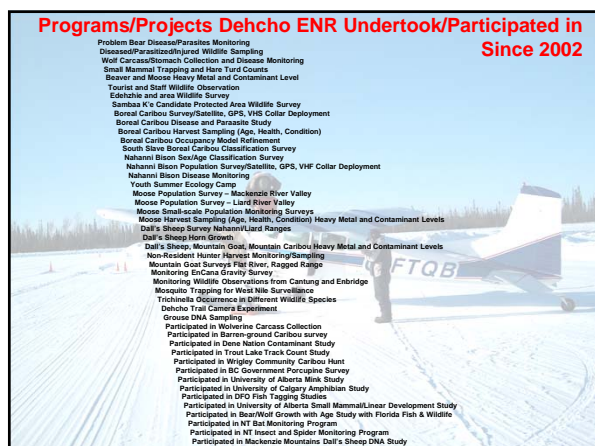 Programs/Projects Dehcho ENR Undertook/Participated in
Since 2002
Problem Bear Disease/Parasites Monitoring
Diseased/Parasitized/Injured Wildlife Sampling
Wolf Carcass/Stomach Collection and Disease Monitoring
Small Mammal Trapping and Hare Turd Counts
Beaver and Moose Heavy Metal and Contaminant Level
Tourist and Staff Wildlife Observation
Edehzhie and area Wildlife Survey
Sambaa K'e Candidate Protected Area Wildlife Survey
Boreal Caribou Survey/Satellite, GPS, VHS Collar Deployment
Boreal Caribou Disease and Paraasite Study
Boreal Caribou Harvest Sampling (Age, Health, Condition)
Boreal Caribou Occupancy Model Refinement
South Slave Boreal Caribou Classification Survey
Nahanni Bison Sex/Age Classification Survey
Nahanni Bison Population Survey/Satellite, GPS, VHF Collar Deployment
Nahanni Bison Disease Monitoring
Youth Summer Ecology Camp
Moose Population Survey – Mackenzie River Valley
Moose Population Survey – Liard River Valley
Moose Small-scale Population Monitoring Surveys
Moose Harvest Sampling (Age, Health, Condition) Heavy Metal and Contaminant Levels
Dall's Sheep Survey Nahanni/Liard Ranges
Dall's Sheep Horn Growth
Dall's Sheep, Mountain Goat, Mountain Caribou Heavy Metal and Contaminant Levels
Non-Resident Hunter Harvest Monitoring/Sampling
Mountain Goat Surveys Flat River, Ragged Range
Monitoring EnCana Gravity Survey
Monitoring Wildlife Observations from Cantung and Enbridge
Mosquito Trapping for West Nile Surveillance
Trichinella Occurrence in Different Wildlife Species
Dehcho Trail Camera Experiment
Grouse DNA Sampling
Participated in Wolverine Carcass Collection
Participated in Barren-ground Caribou survey
Participated in Dene Nation Contaminant Study
Participated in Trout Lake Track Count Study
Participated in Wrigley Community Caribou Hunt
Participated in BC Government Porcupine Survey
Participated in University of Alberta Mink Study
Participated in University of Calgary Amphibian Study
Participated in DFO Fish Tagging Studies
Participated in University of Alberta Small Mammal/Linear Development Study
Participated in Bear/Wolf Growth with Age Study with Florida Fish & Wildlife
Participated in NT Bat Monitoring Program
Participated in NT Insect and Spider Monitoring Program
Participated in Mackenzie Mountains Dall's Sheep DNA Study
FTQB